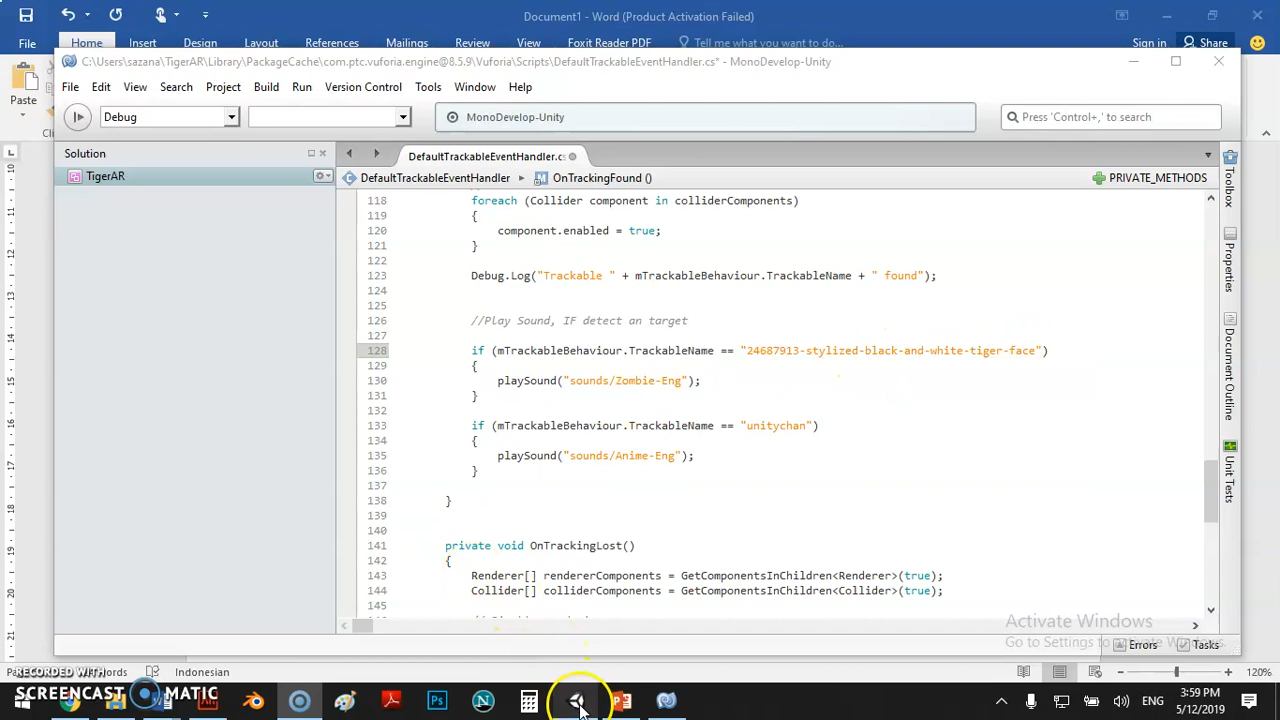 Document1 - Word (Product Activation Failed)
File Home Insert Design Layout References Mailings Review View Foxit Reader PDF Tell me what you want to do... Sign in Share
C:\Users\sazana\TigerAR\Library\PackageCache\com.ptc.vuforia.engine@8.5.9\Vuforia\Scripts\DefaultTrackableEventHandler.cs* - MonoDevelop-Unity
File Edit View Search Project Build Run Version Control Tools Window Help
Paste
Debug MonoDevelop-Unity Press 'Control+,' to search
Solution DefaultTrackableEventHandler.cs
TigerAR DefaultTrackableEventHandler OnTrackingFound () PRIVATE_METHODS
118 foreach (Collider component in colliderComponents)
119 {
120 component.enabled = true;
121 }
122
123 Debug.Log("Trackable " + mTrackableBehaviour.TrackableName + " found");
124
125
126 //Play Sound, IF detect an target
127
128 if (mTrackableBehaviour.TrackableName == "24687913-stylized-black-and-white-tiger-face")
129 {
130 playSound("sounds/Zombie-Eng");
131 }
132
133 if (mTrackableBehaviour.TrackableName == "unitychan")
134 {
135 playSound("sounds/Anime-Eng");
136 }
137
138 }
139
140
141 private void OnTrackingLost()
142 {
143 Renderer[] rendererComponents = GetComponentsInChildren<Renderer>(true);
144 Collider[] colliderComponents = GetComponentsInChildren<Collider>(true);
145
Toolbox
Properties
Document Outline
Unit Tests
Activate Windows
Go to Settings to Activate Windows.
Errors Tasks
words Indonesian 120%
RECORDED WITH
SCREENCAST MATIC
ENG 3:59 PM
5/12/2019